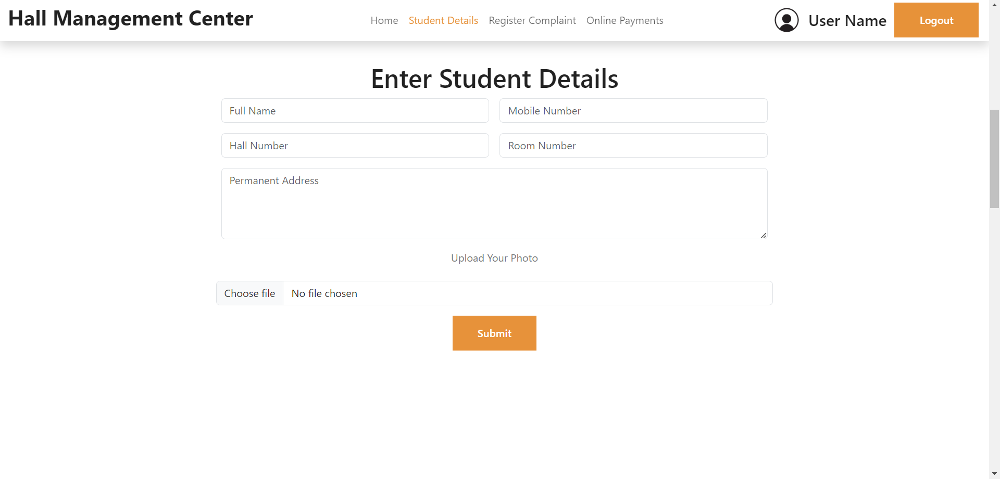 Hall Management Center
Home Student Details Register Complaint Online Payments
User Name
Logout
Enter Student Details
Full Name
Mobile Number
Hall Number
Room Number
Permanent Address
Upload Your Photo
Choose file No file chosen
Submit